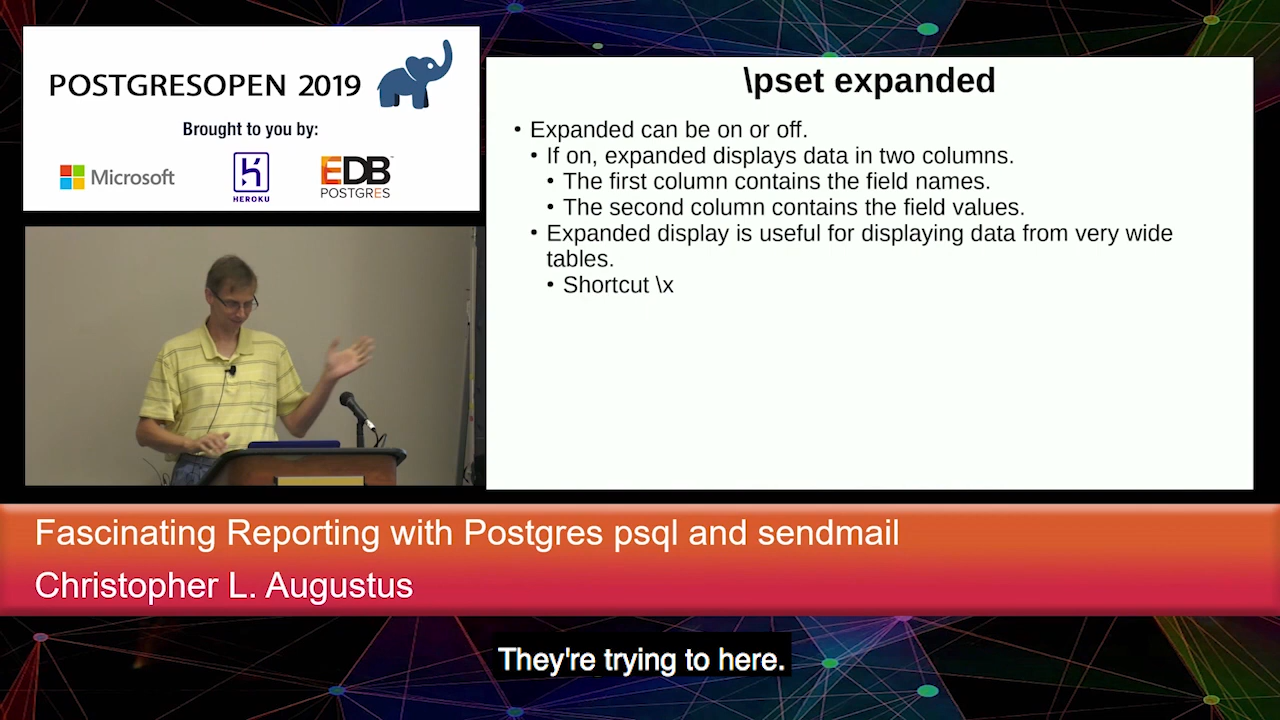 POSTGRESOPEN 2019
Brought to you by:
Microsoft
HEROKU
EDB
POSTGRES
\pset expanded
• Expanded can be on or off.
• If on, expanded displays data in two columns.
• The first column contains the field names.
• The second column contains the field values.
• Expanded display is useful for displaying data from very wide
tables.
• Shortcut \x
Fascinating Reporting with Postgres psql and sendmail
Christopher L. Augustus
They're trying to here.